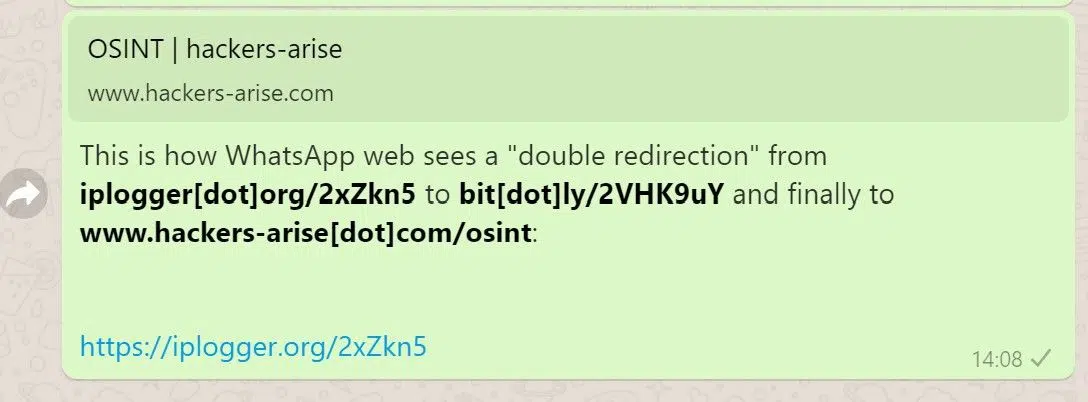 OSINT | hackers-arise
www.hackers-arise.com
This is how WhatsApp web sees a "double redirection" from
iplogger[dot]org/2xZkn5 to bit[dot]ly/2VHK9uY and finally to
www.hackers-arise[dot]com/osint:
https://iplogger.org/2xZkn5
14:08